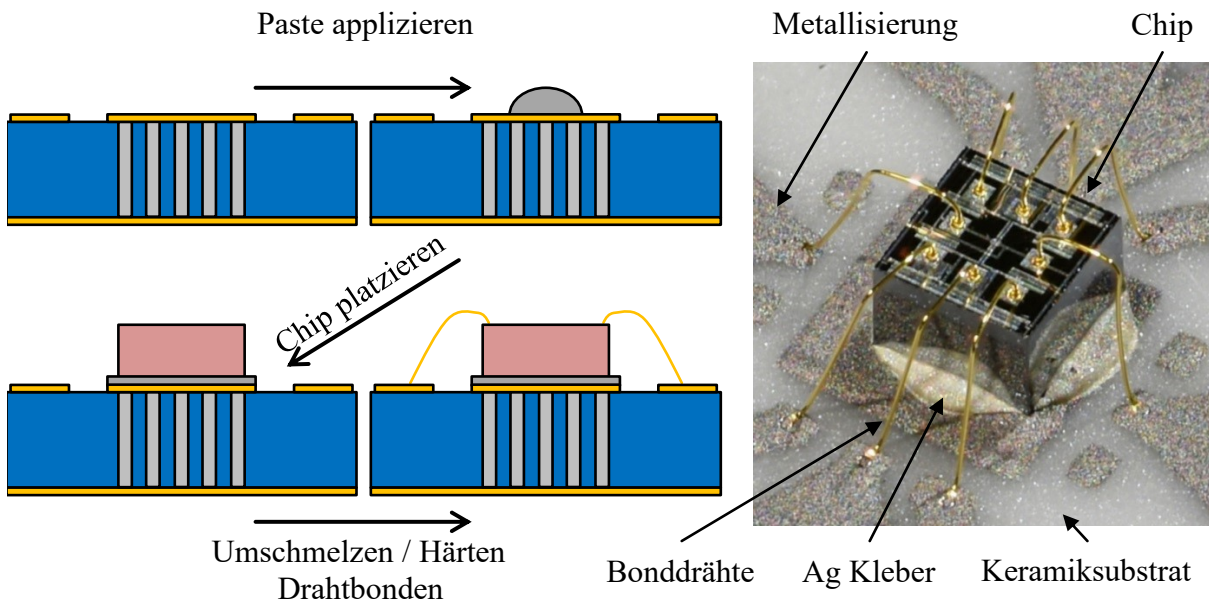 Paste applizieren
Metallisierung
Chip
Chip platzieren
Umschmelzen / Härten
Drahtbonden
Bonddrähte
Ag Kleber
Keramiksubstrat